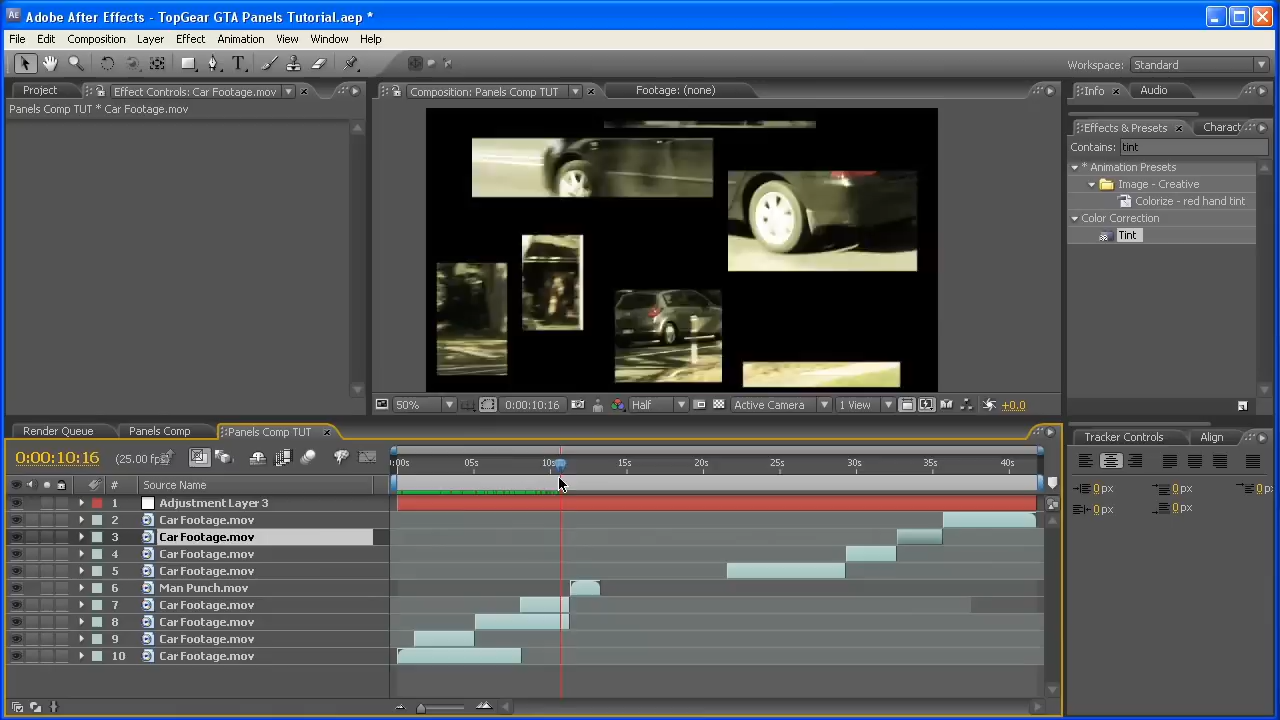 Adobe After Effects - TopGear GTA Panels Tutorial.aep *
File Edit Composition Layer Effect Animation View Window Help
Workspace: Standard
Project Effect Controls: Car Footage.mov
Panels Comp TUT * Car Footage.mov
Composition: Panels Comp TUT Footage: (none)
Info Audio
Effects & Presets Charact
Contains: tint
* Animation Presets
Image - Creative
Colorize - red hand tint
Color Correction
Tint
50% 0:00:10:16 Half Active Camera 1 View +0.0
Render Queue Panels Comp Panels Comp TUT
Tracker Controls Align
0:00:10:16 (25.00 fps)
:00s 05s 10s 15s 20s 25s 30s 35s 40s
# Source Name
1 Adjustment Layer 3
2 Car Footage.mov
3 Car Footage.mov
4 Car Footage.mov
5 Car Footage.mov
6 Man Punch.mov
7 Car Footage.mov
8 Car Footage.mov
9 Car Footage.mov
10 Car Footage.mov
0 px 0 px 0 px
0 px 0 px